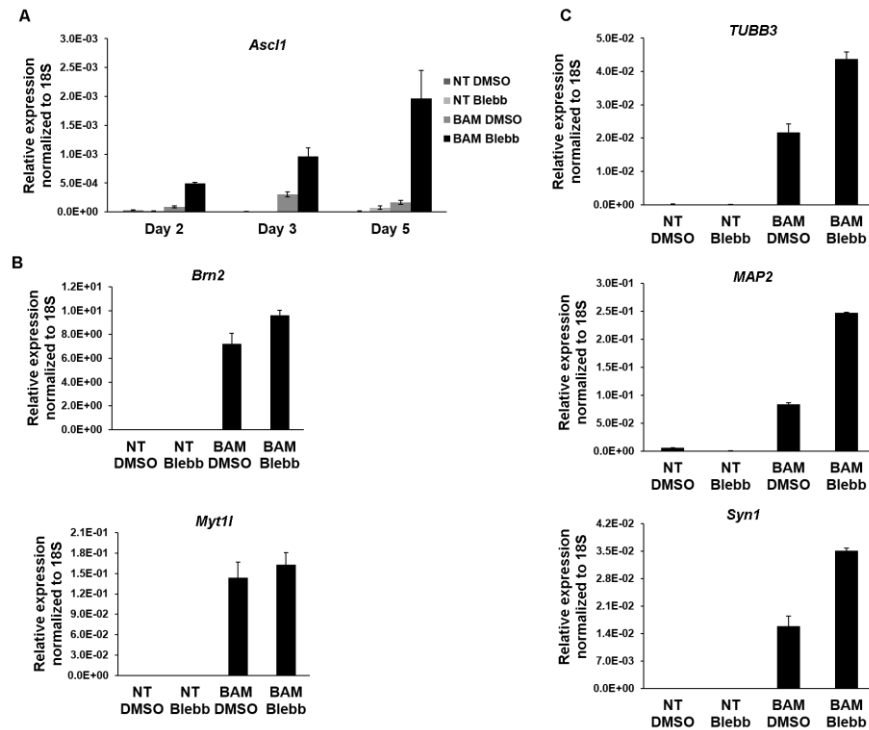 A
Ascl1
Relative expression
normalized to 18S
3.0E-03
2.5E-03
2.0E-03
1.5E-03
1.0E-03
5.0E-04
0.0E+00
NT DMSO
NT Blebb
BAM DMSO
BAM Blebb
Day 2
Day 3
Day 5
B
Brn2
Relative expression
normalized to 18S
1.2E+01
1.0E+01
8.0E+00
6.0E+00
4.0E+00
2.0E+00
0.0E+00
NT DMSO
NT Blebb
BAM DMSO
BAM Blebb
Myt1l
Relative expression
normalized to 18S
2.1E-01
1.8E-01
1.5E-01
1.2E-01
9.0E-02
6.0E-02
3.0E-02
0.0E+00
NT DMSO
NT Blebb
BAM DMSO
BAM Blebb
C
TUBB3
Relative expression
normalized to 18S
5.0E-02
4.0E-02
3.0E-02
2.0E-02
1.0E-02
0.0E+00
NT DMSO
NT Blebb
BAM DMSO
BAM Blebb
MAP2
Relative expression
normalized to 18S
3.0E-01
2.0E-01
1.0E-01
5.0E-02
0.0E+00
NT DMSO
NT Blebb
BAM DMSO
BAM Blebb
Syn1
Relative expression
normalized to 18S
4.2E-02
3.5E-02
2.8E-02
2.1E-02
1.4E-02
7.0E-03
0.0E+00
NT DMSO
NT Blebb
BAM DMSO
BAM Blebb